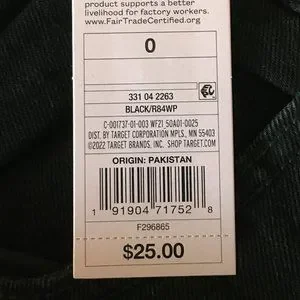 product supports a better
livelihood for factory workers.
www.FairTradeCertified.org
0
331 04 2263
BLACK/R84WP
C-001737-01-003 WF21_50A01-0025
DIST. BY TARGET CORPORATION MPLS, MN 55403
©2022 TARGET BRANDS, INC. SHOP TARGET.COM
ORIGIN: PAKISTAN
1 91904 71752 8
F296865
$25.00